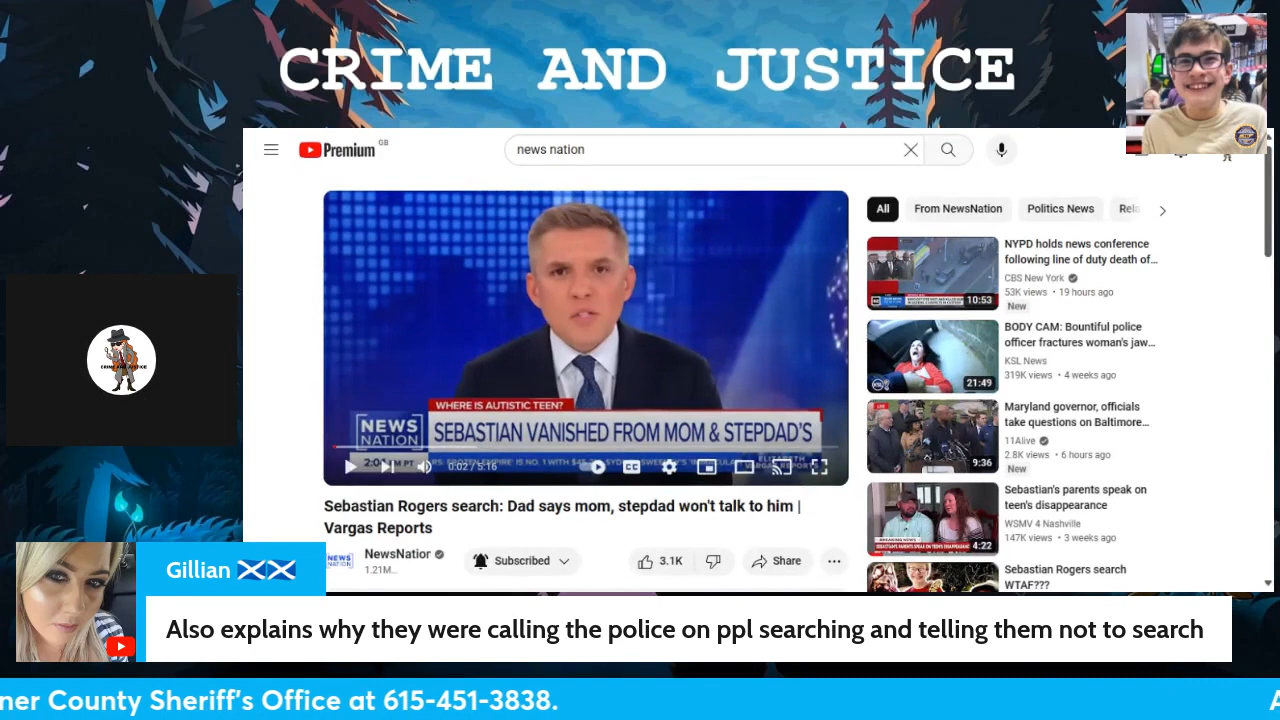 CRIME AND JUSTICE
Premium GB
news nation
All
From NewsNation
Politics News
WHERE IS AUTISTIC TEEN?
NEWS
NATION
SEBASTIAN VANISHED FROM MOM & STEPDAD'S
0:02 / 5:16
Sebastian Rogers search: Dad says mom, stepdad won't talk to him |
Vargas Reports
NEWS
NewsNation
1.21M...
Subscribed
3.1K
Share
NYPD holds news conference
following line of duty death of...
CBS New York
53K views • 19 hours ago
New
10:53
BODY CAM: Bountiful police
officer fractures woman's jaw...
KSL News
319K views • 4 weeks ago
21:49
LIVE
Maryland governor, officials
take questions on Baltimore...
11Alive
2.8K views • 6 hours ago
New
9:36
Sebastian's parents speak on
teen's disappearance
WSMV 4 Nashville
147K views • 3 weeks ago
4:22
Sebastian Rogers search
WTAF???
CRIME AND JUSTICE
Gillian
Also explains why they were calling the police on ppl searching and telling them not to search
ner County Sheriff's Office at 615-451-3838.